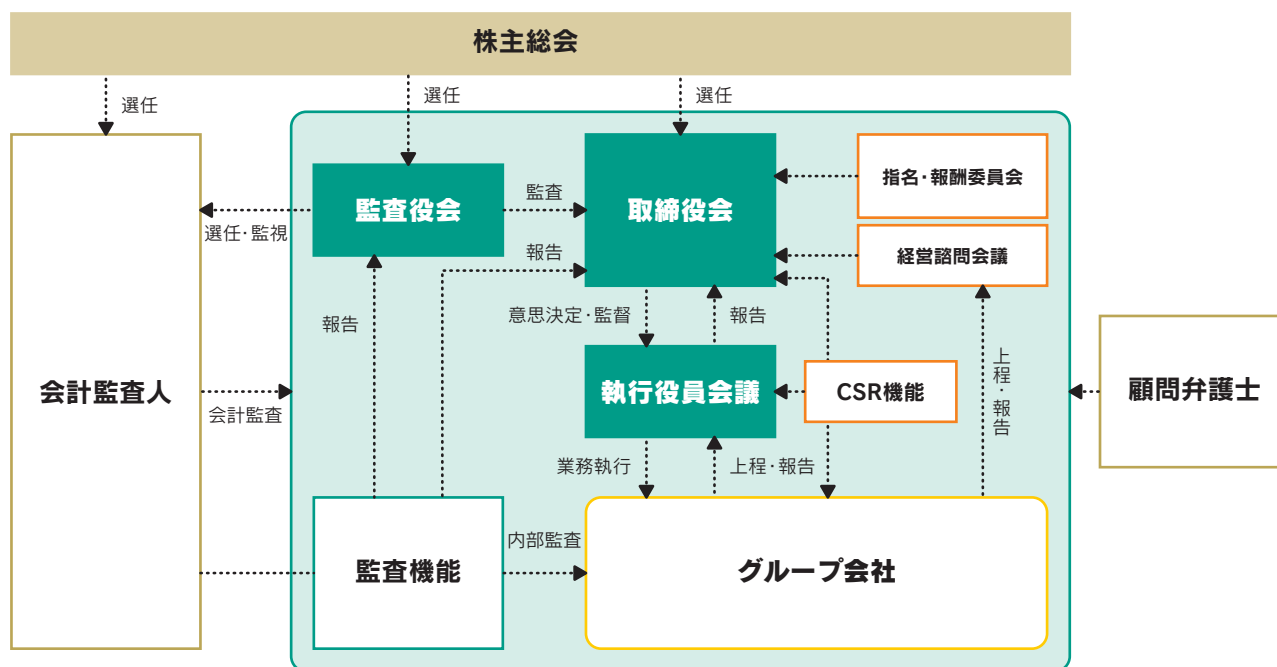 株主総会
選任
選任
選任
指名・報酬委員会
監査役会
監査
取締役会
選任・監視
報告
経営諮問会議
意思決定・監督
報告
報告
上程・報告
会計監査人
会計監査
執行役員会議
CSR機能
顧問弁護士
業務執行
上程・報告
監査機能
内部監査
グループ会社